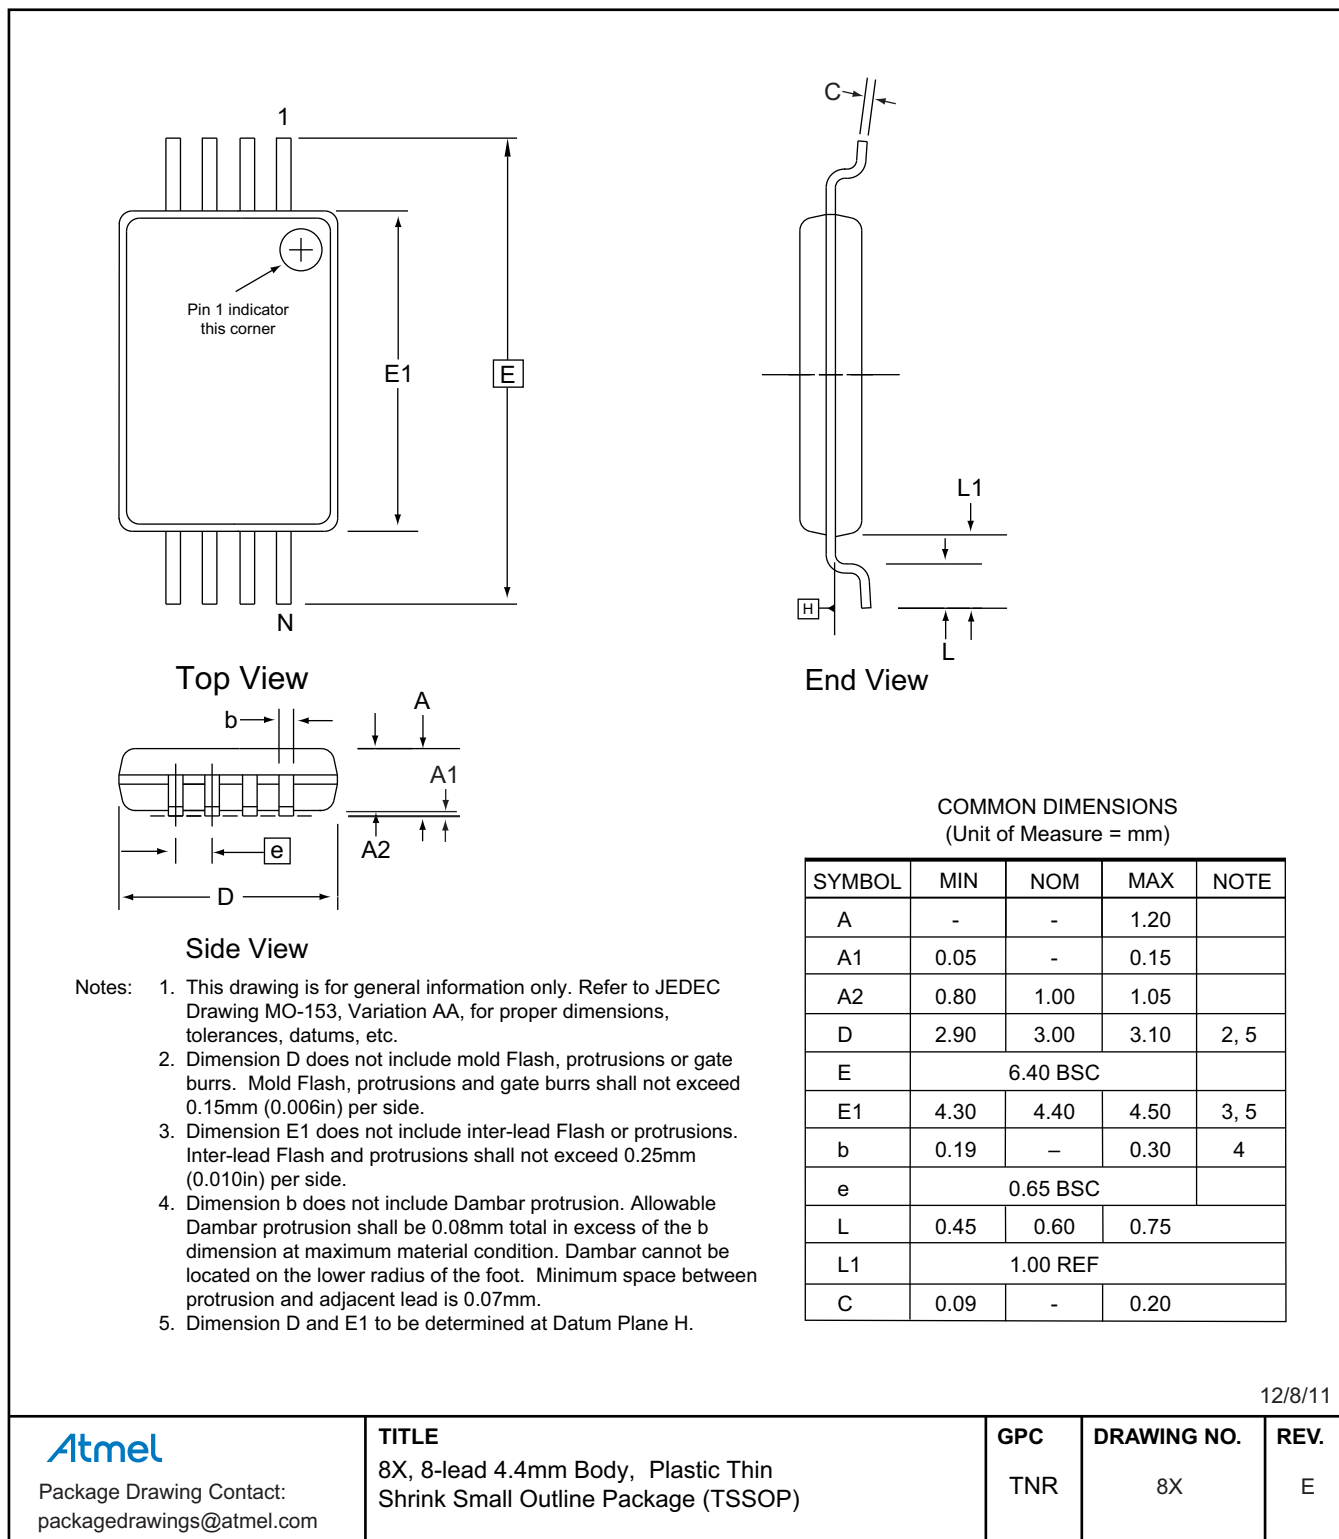 1
Pin 1 indicator
this corner
E1
E
N
Top View
C
L1
H
L
End View
b
A
A1
A2
e
D
Side View
COMMON DIMENSIONS
(Unit of Measure = mm)
SYMBOL MIN NOM MAX NOTE
A - - 1.20
A1 0.05 - 0.15
A2 0.80 1.00 1.05
D 2.90 3.00 3.10 2, 5
E 6.40 BSC
E1 4.30 4.40 4.50 3, 5
b 0.19 – 0.30 4
e 0.65 BSC
L 0.45 0.60 0.75
L1 1.00 REF
C 0.09 - 0.20
Notes: 1. This drawing is for general information only. Refer to JEDEC
Drawing MO-153, Variation AA, for proper dimensions,
tolerances, datums, etc.
2. Dimension D does not include mold Flash, protrusions or gate
burrs. Mold Flash, protrusions and gate burrs shall not exceed
0.15mm (0.006in) per side.
3. Dimension E1 does not include inter-lead Flash or protrusions.
Inter-lead Flash and protrusions shall not exceed 0.25mm
(0.010in) per side.
4. Dimension b does not include Dambar protrusion. Allowable
Dambar protrusion shall be 0.08mm total in excess of the b
dimension at maximum material condition. Dambar cannot be
located on the lower radius of the foot. Minimum space between
protrusion and adjacent lead is 0.07mm.
5. Dimension D and E1 to be determined at Datum Plane H.
12/8/11
Atmel
Package Drawing Contact:
packagedrawings@atmel.com
TITLE
8X, 8-lead 4.4mm Body, Plastic Thin
Shrink Small Outline Package (TSSOP)
GPC
TNR
DRAWING NO.
8X
REV.
E